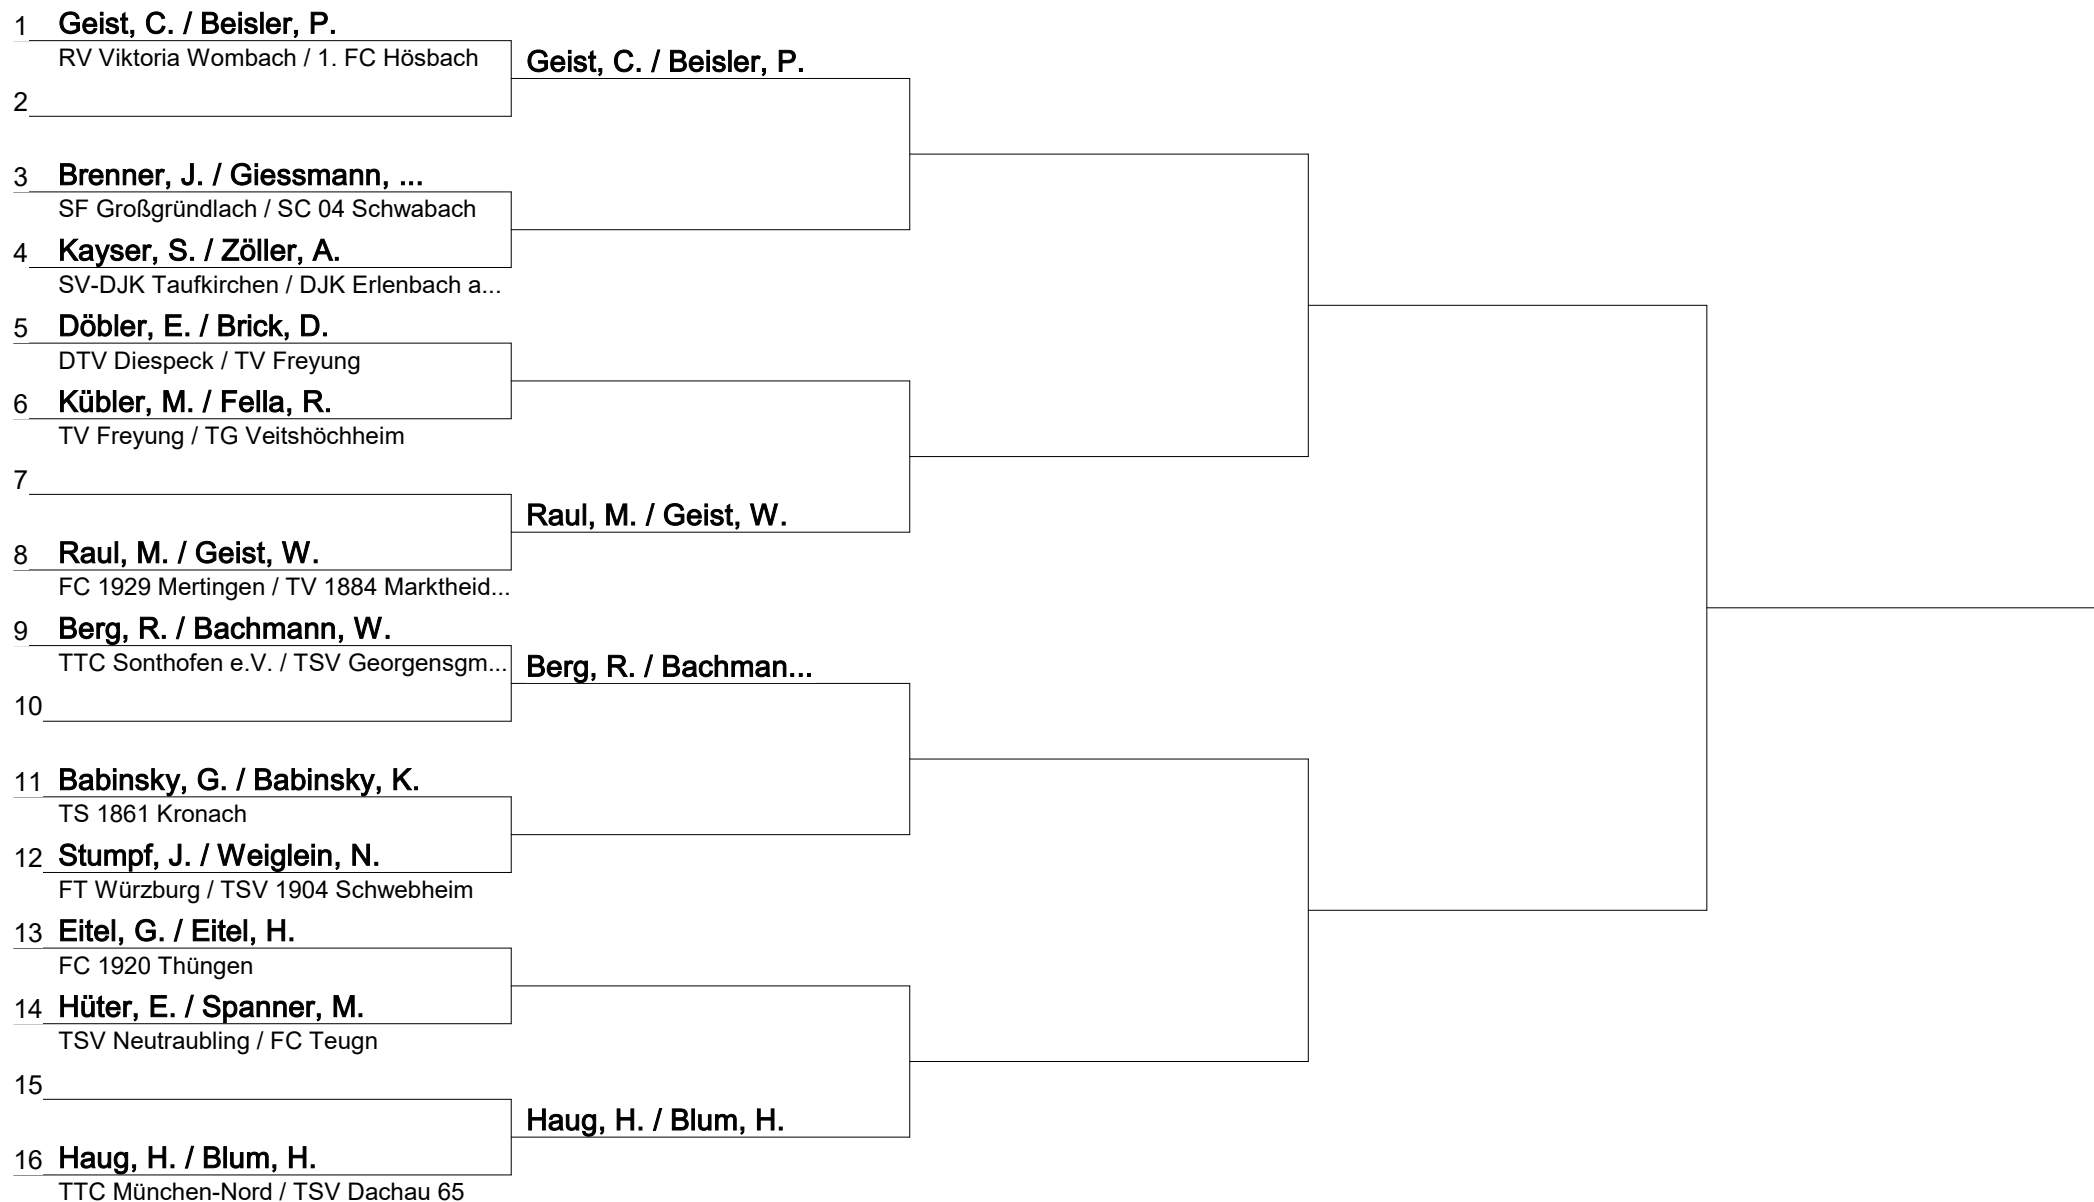 1 Geist, C. / Beisler, P.
RV Viktoria Wombach / 1. FC Hösbach
Geist, C. / Beisler, P.
2
3 Brenner, J. / Giessmann, ...
SF Großgründlach / SC 04 Schwabach
4 Kayser, S. / Zöller, A.
SV-DJK Taufkirchen / DJK Erlenbach a...
5 Döbler, E. / Brick, D.
DTV Diespeck / TV Freyung
6 Kübler, M. / Fella, R.
TV Freyung / TG Veitshöchheim
7
Raul, M. / Geist, W.
8 Raul, M. / Geist, W.
FC 1929 Mertingen / TV 1884 Marktheid...
9 Berg, R. / Bachmann, W.
TTC Sonthofen e.V. / TSV Georgensgm...
Berg, R. / Bachman...
10
11 Babinsky, G. / Babinsky, K.
TS 1861 Kronach
12 Stumpf, J. / Weiglein, N.
FT Würzburg / TSV 1904 Schwebheim
13 Eitel, G. / Eitel, H.
FC 1920 Thüngen
14 Hüter, E. / Spanner, M.
TSV Neutraubling / FC Teugn
15
Haug, H. / Blum, H.
16 Haug, H. / Blum, H.
TTC München-Nord / TSV Dachau 65